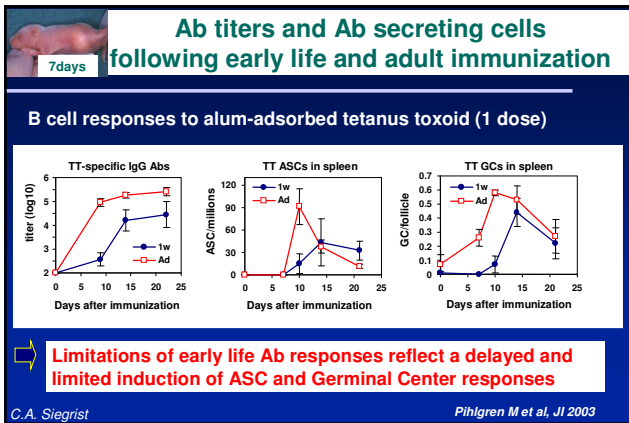 7days
Ab titers and Ab secreting cells
following early life and adult immunization
B cell responses to alum-adsorbed tetanus toxoid (1 dose)
TT-specific IgG Abs
titer (log10)
6
5
4
3
2
0 5 10 15 20 25
1w
Ad
Days after immunization
TT ASCs in spleen
ASC/millions
120
90
60
30
0
0 5 10 15 20 25
1w
Ad
Days after immunization
TT GCs in spleen
GC/follicle
0.7
0.6
0.5
0.4
0.3
0.2
0.1
0
0 5 10 15 20 25
1w
Ad
Days after immunization
Limitations of early life Ab responses reflect a delayed and
limited induction of ASC and Germinal Center responses
C.A. Siegrist
Pihlgren M et al, JI 2003